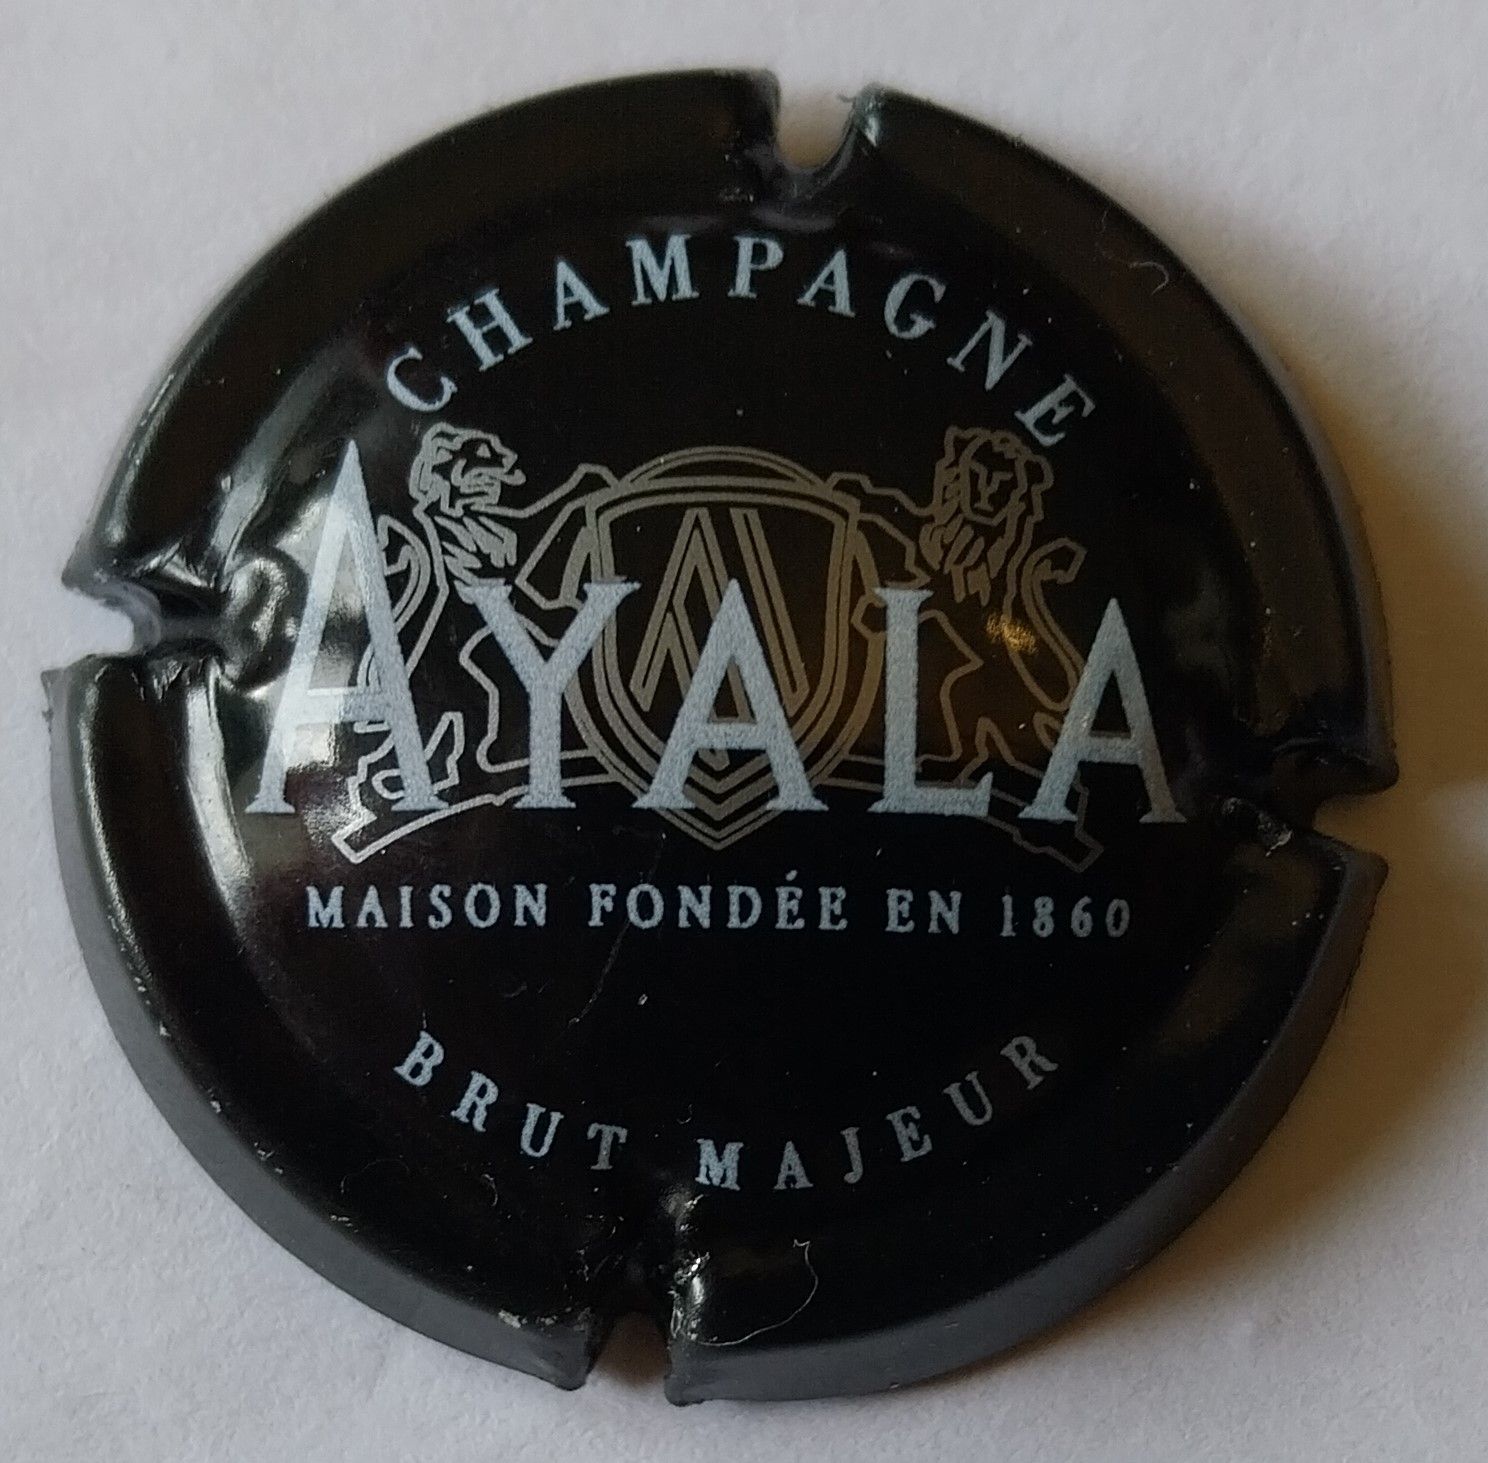 CHAMPAGNE
AYALA
MAISON FONDÉE EN 1860
BRUT MAJEUR